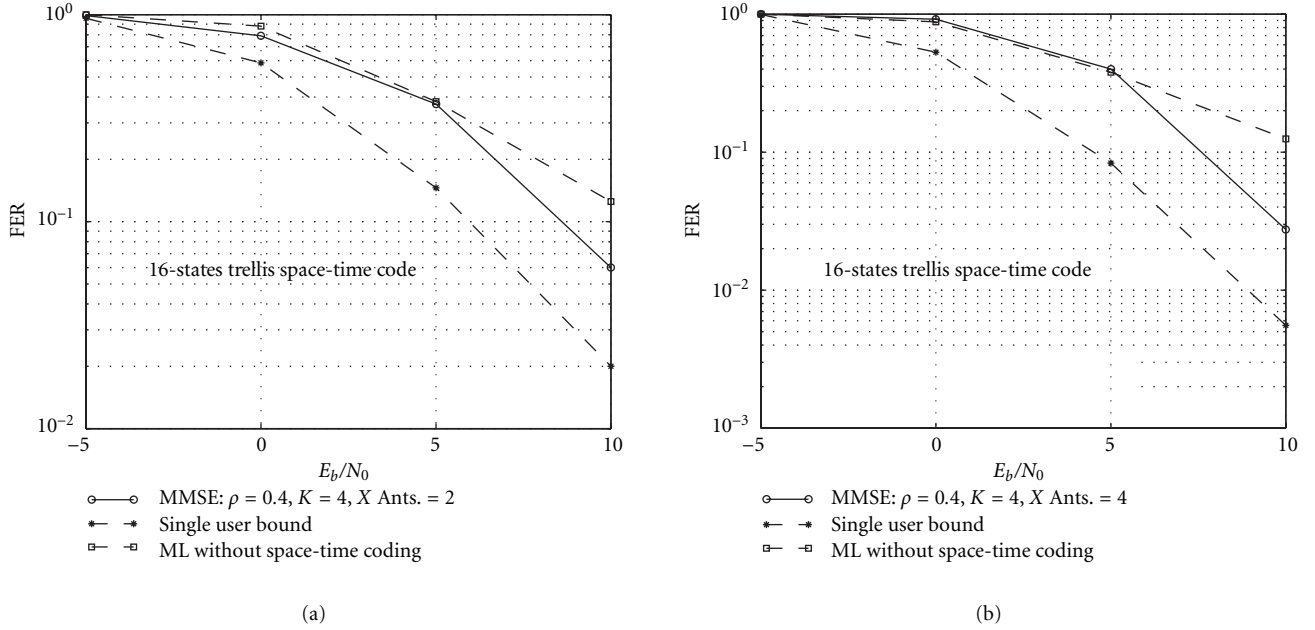 10^0
10^-1
10^-2
FER
16-states trellis space-time code
−5
0
5
10
E_b/N_0
MMSE: ρ = 0.4, K = 4, X Ants. = 2
Single user bound
ML without space-time coding
(a)
10^0
10^-1
10^-2
10^-3
FER
16-states trellis space-time code
−5
0
5
10
E_b/N_0
MMSE: ρ = 0.4, K = 4, X Ants. = 4
Single user bound
ML without space-time coding
(b)